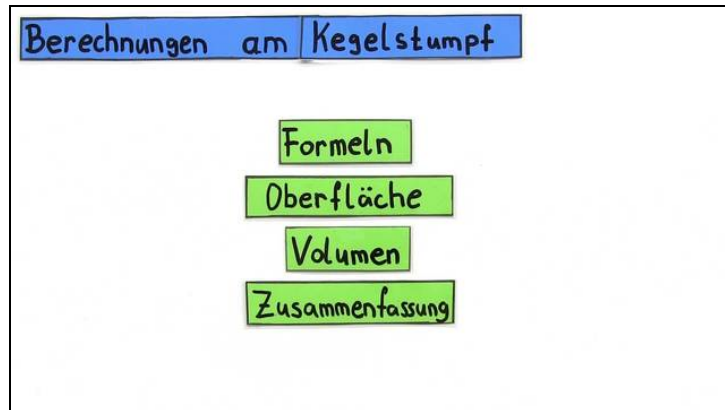 Berechnungen am Kegelstumpf
Formeln
Oberfläche
Volumen
Zusammenfassung